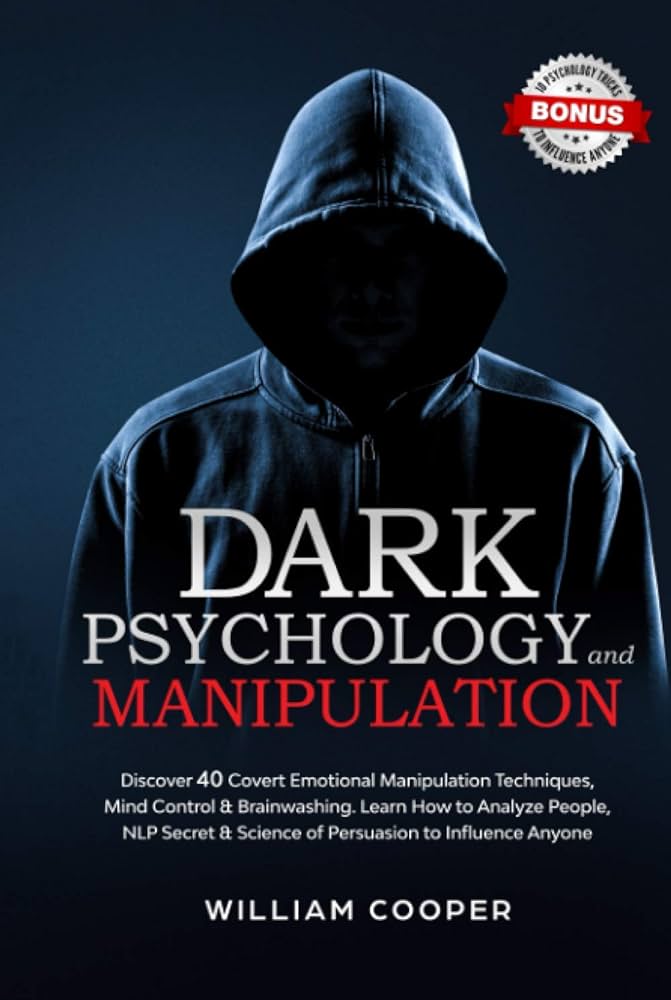 10 PSYCHOLOGY TRICKS
BONUS
TO INFLUENCE ANYONE
DARK
PSYCHOLOGY and
MANIPULATION
Discover 40 Covert Emotional Manipulation Techniques,
Mind Control & Brainwashing. Learn How to Analyze People,
NLP Secret & Science of Persuasion to Influence Anyone
WILLIAM COOPER